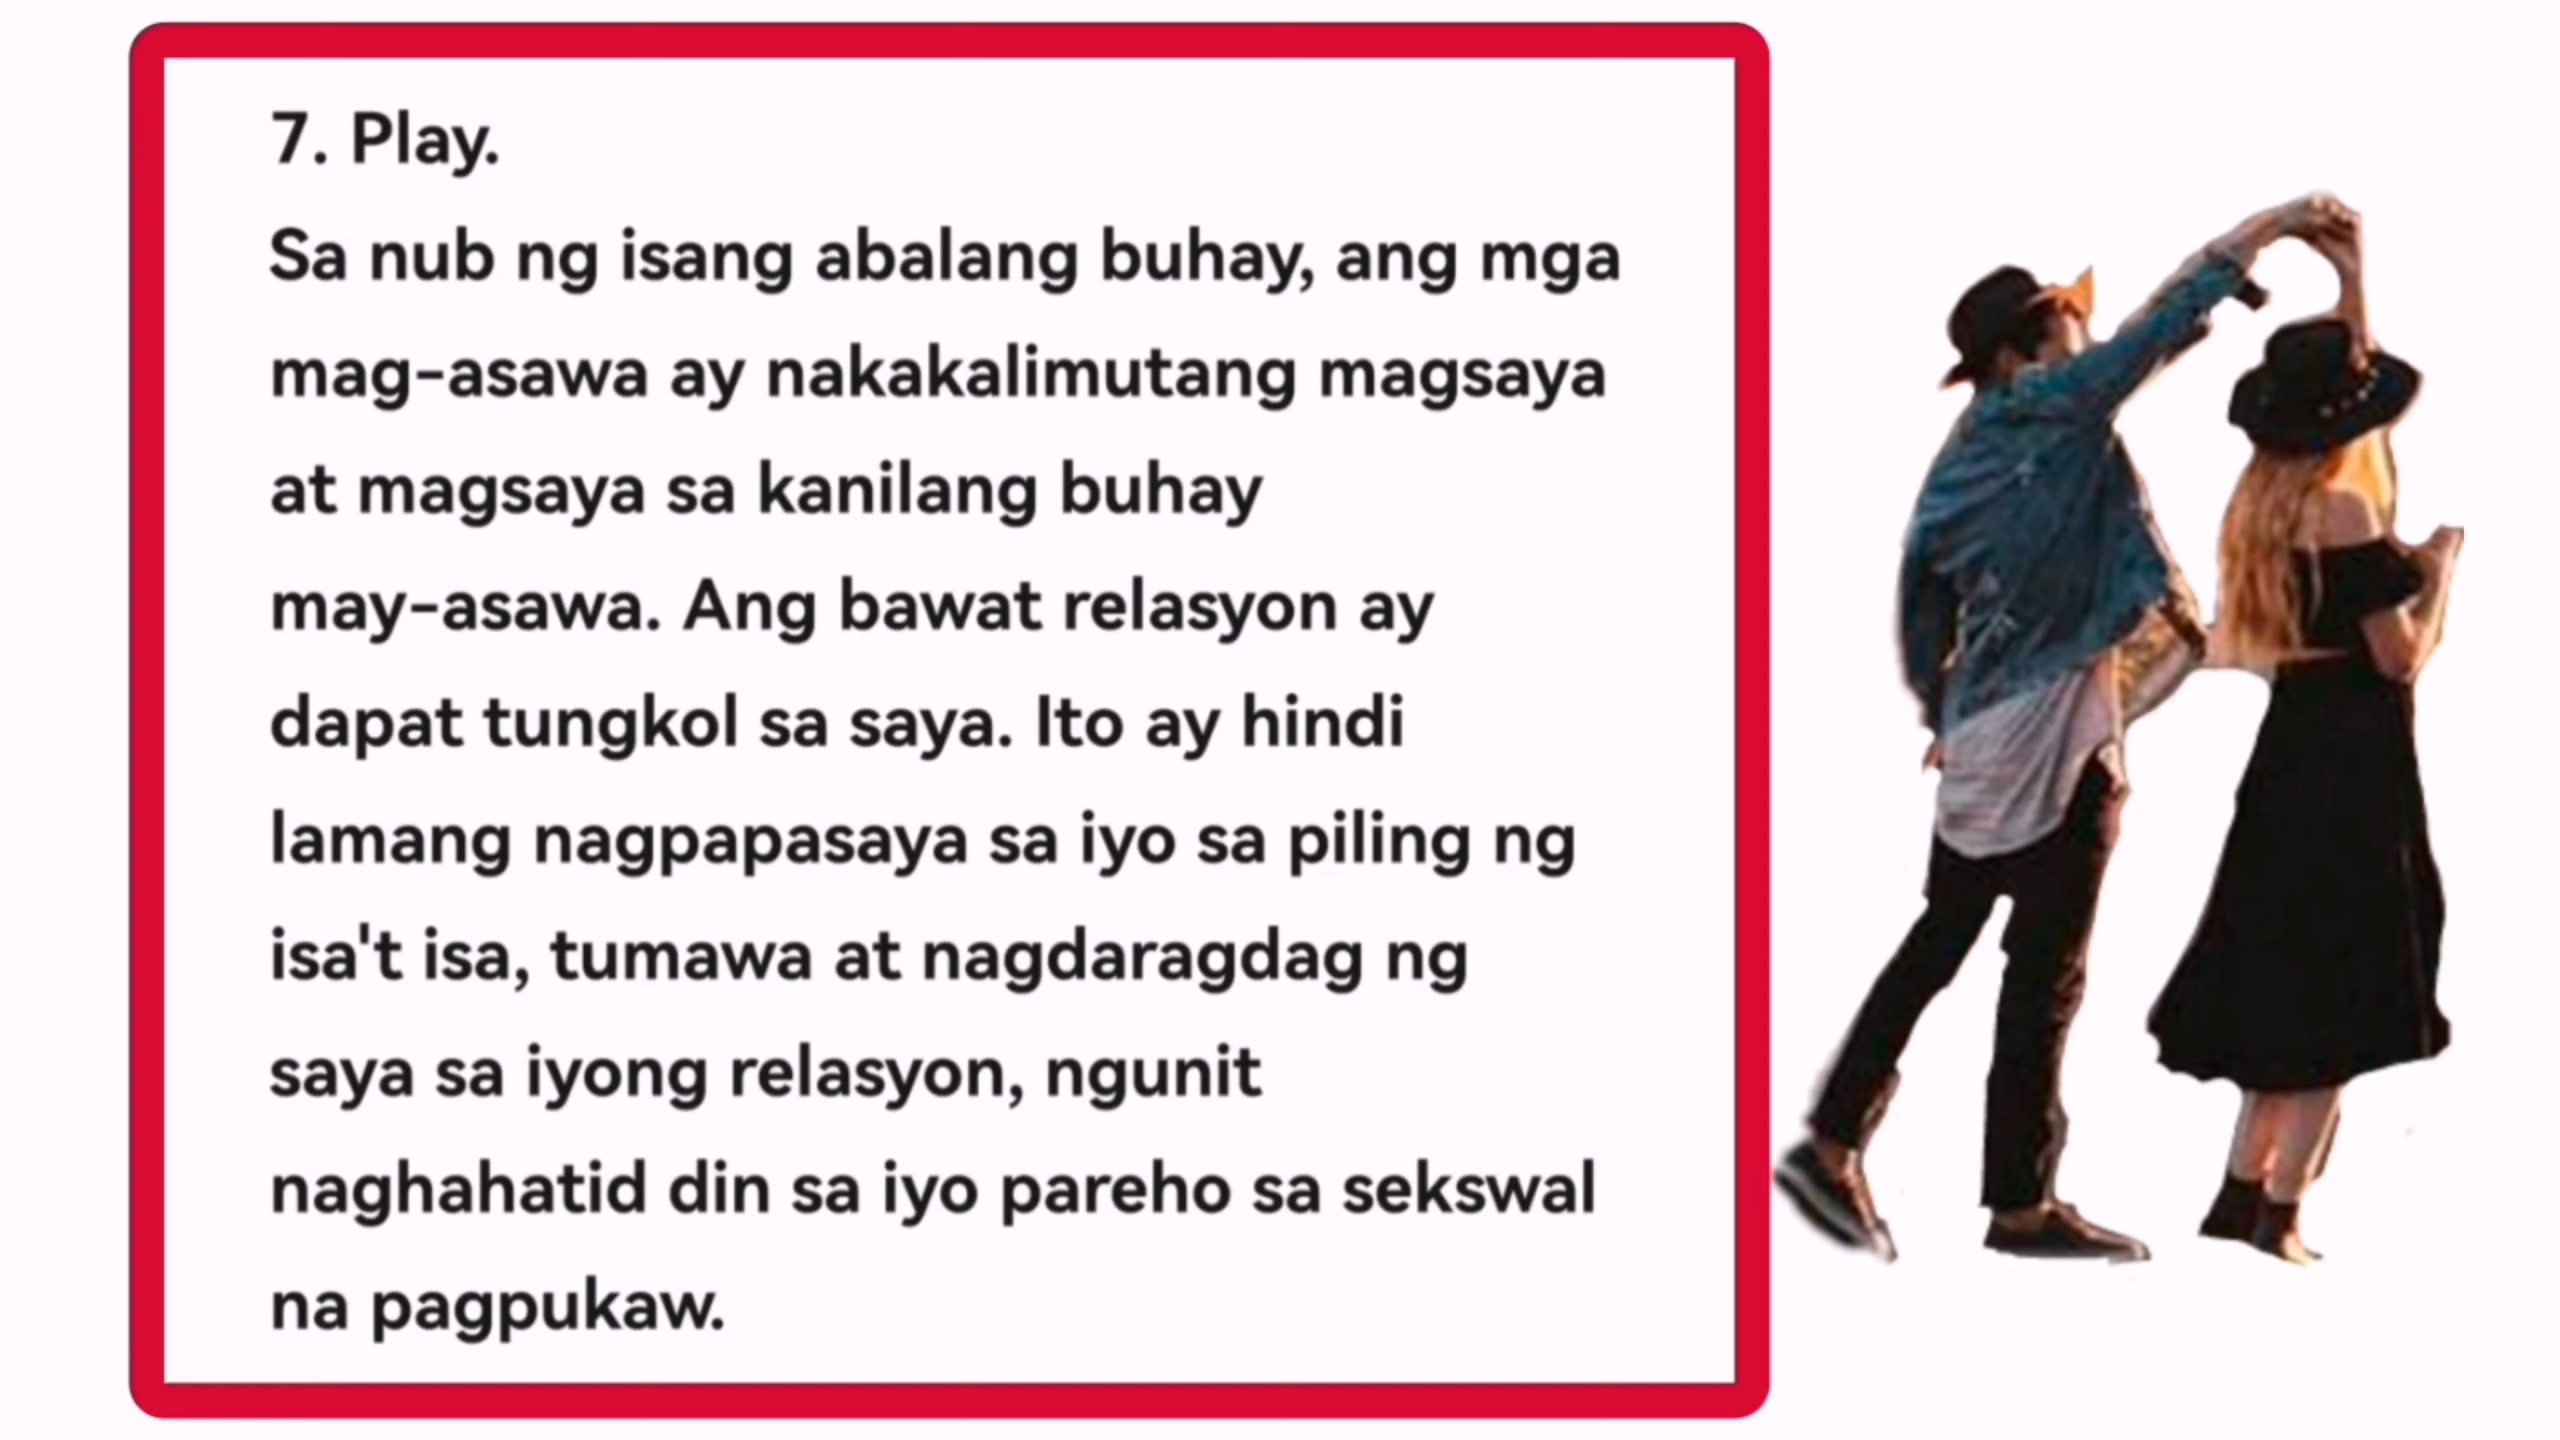 7. Play.
Sa nub ng isang abalang buhay, ang mga
mag-asawa ay nakakalimutang magsaya
at magsaya sa kanilang buhay
may-asawa. Ang bawat relasyon ay
dapat tungkol sa saya. Ito ay hindi
lamang nagpapasaya sa iyo sa piling ng
isa't isa, tumawa at nagdaragdag ng
saya sa iyong relasyon, ngunit
naghahatid din sa iyo pareho sa sekswal
na pagpukaw.